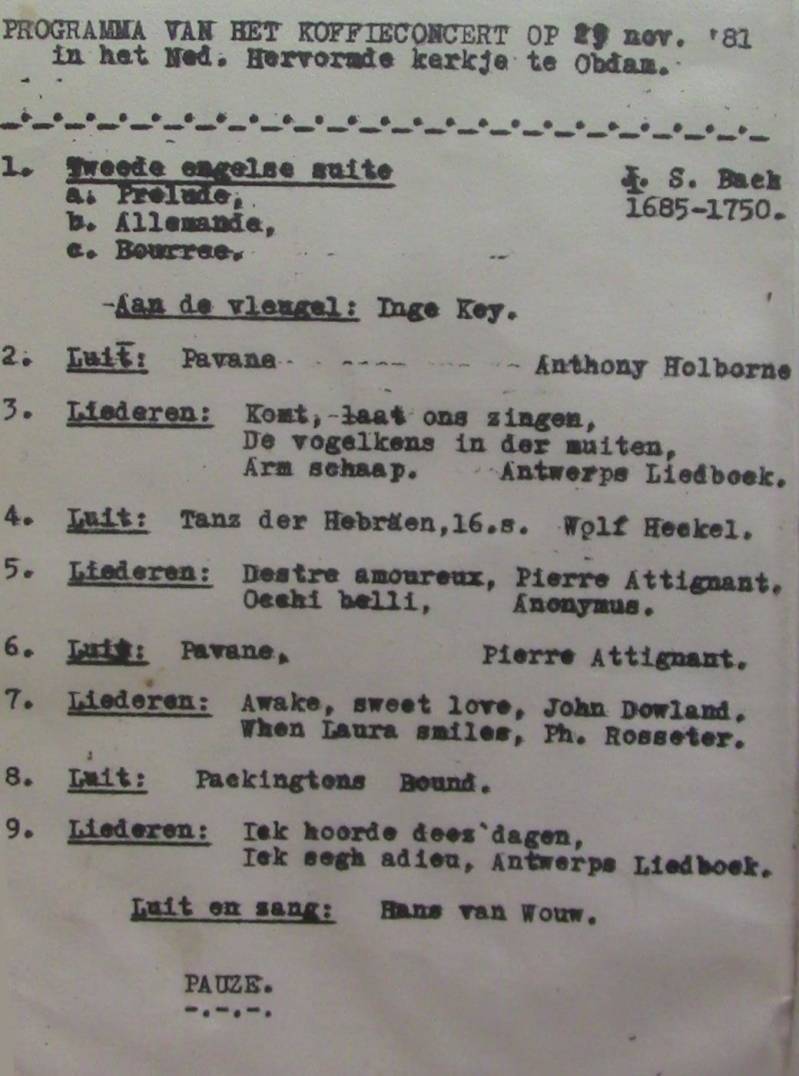 PROGRAMMA VAN HET KOFFIECONCERT OP 29 nov. '81
in het Ned. Hervormde kerkje te Obdam.
1. Tweede engelse suite J. S. Bach
a. Prelude, 1685-1750.
b. Allemande,
c. Bourree.
Aan de vleugel: Inge Key.
2. Luit: Pavane Anthony Holborne
3. Liederen: Komt, laat ons zingen,
De vogelkens in der muiten,
Arm schaap. Antwerps Liedboek.
4. Luit: Tanz der Hebräen,16.s. Wolf Heckel.
5. Liederen: Destre amoureux, Pierre Attignant.
Occhi belli, Anonymus.
6. Luit: Pavane, Pierre Attignant.
7. Liederen: Awake, sweet love, John Dowland,
When Laura smiles, Ph. Rosseter.
8. Luit: Packingtons Bound.
9. Liederen: Ick hoorde dees'dagen,
Ick segh adieu, Antwerps Liedboek.
Luit en zang: Hans van Wouw.
PAUZE.